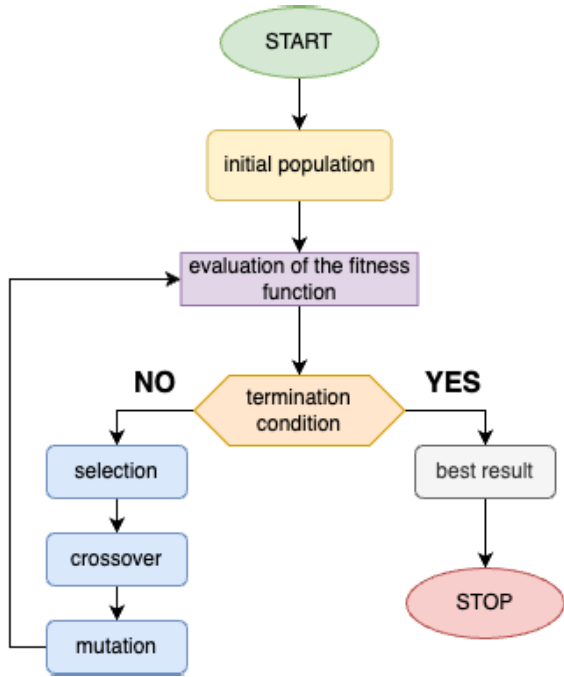 START
initial population
evaluation of the fitness
function
NO
YES
termination
condition
selection
best result
crossover
STOP
mutation